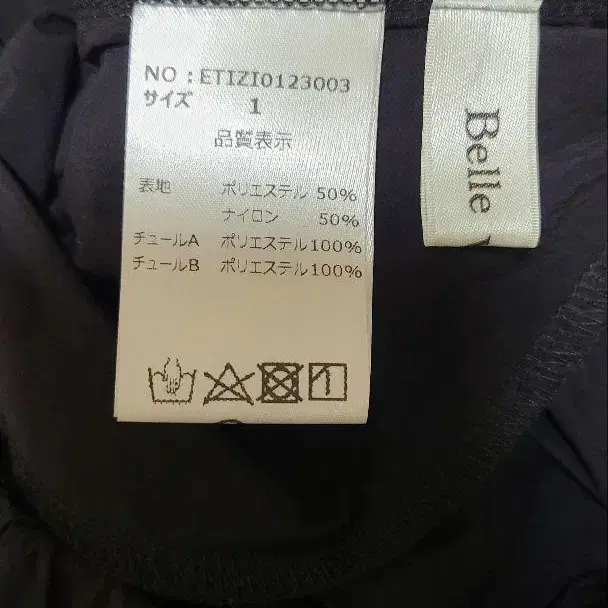 NO : ETIZI0123003
サイズ 1
品質表示
表地 ポリエステル 50%
ナイロン 50%
チュールA ポリエステル100%
チュールB ポリエステル100%
Belle